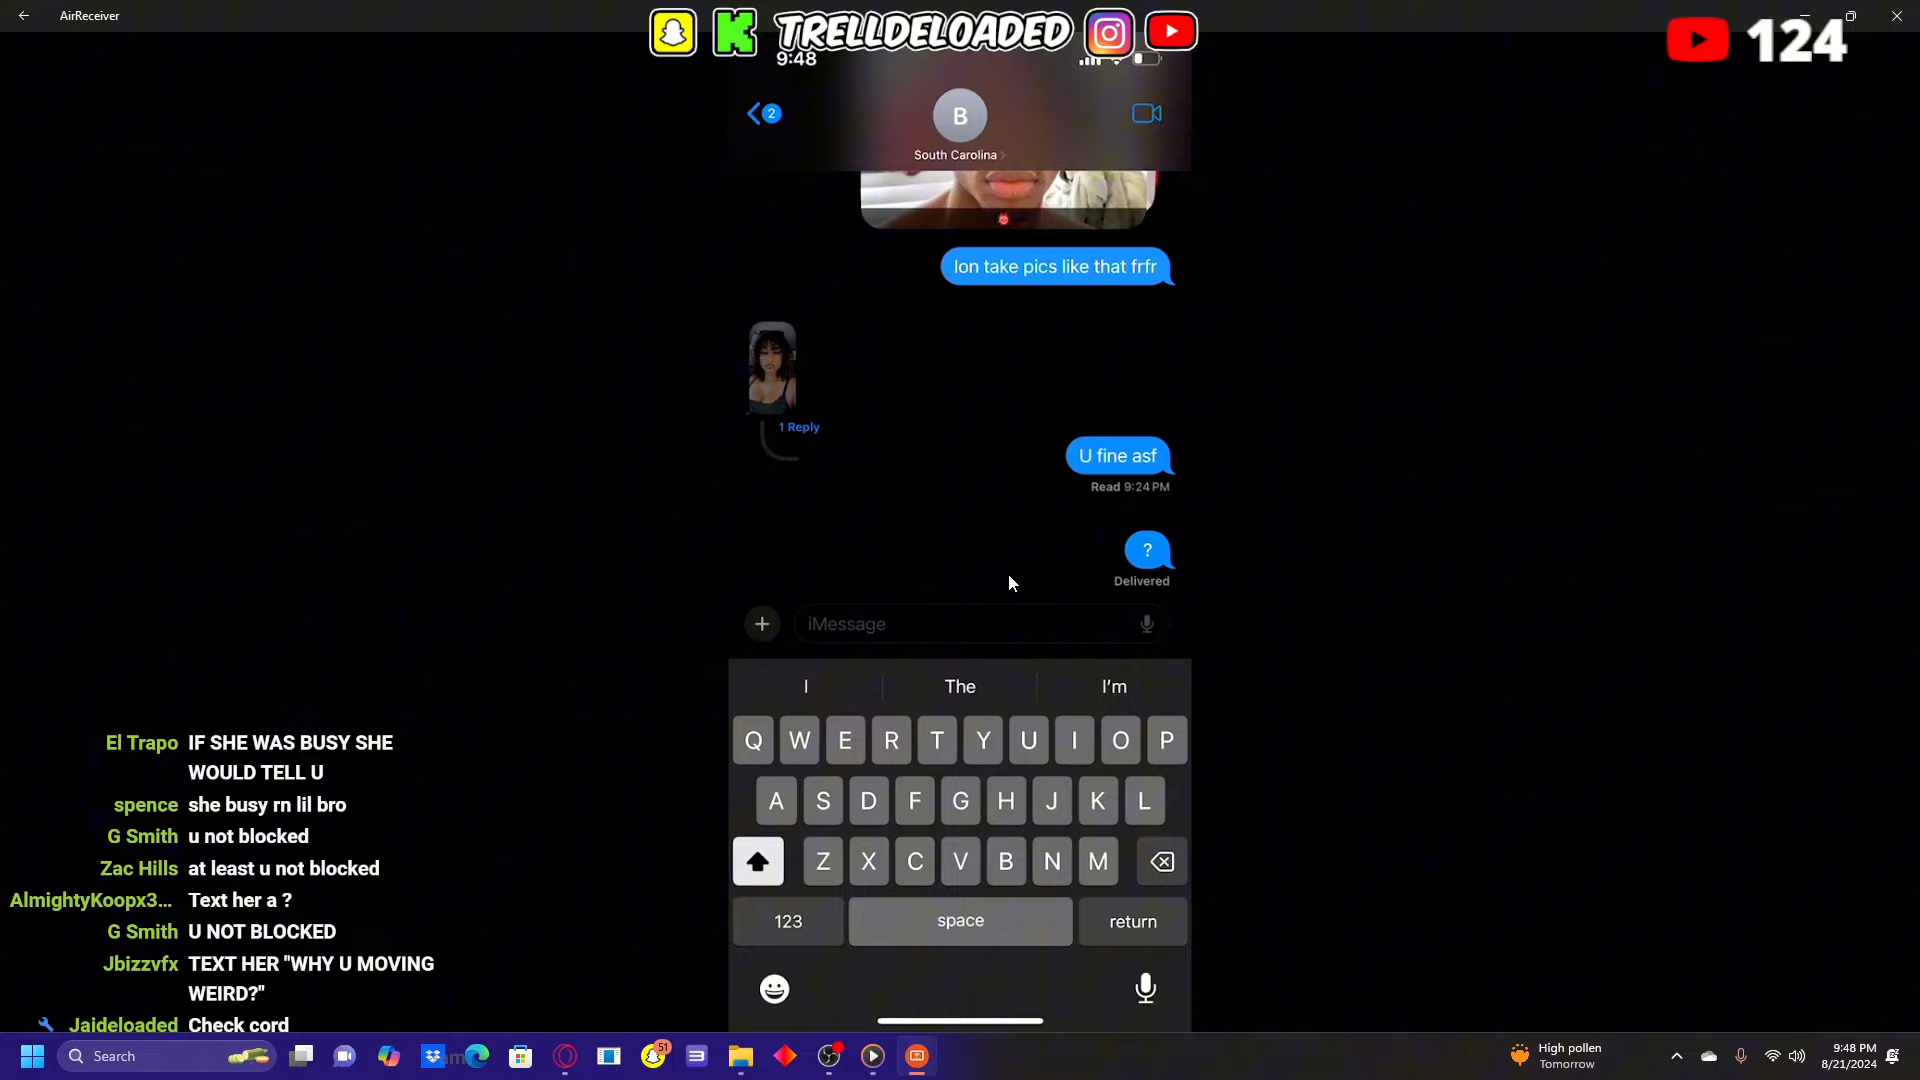 AirReceiver
TRELLDELOADED
124
9:48
2
B
South Carolina
Ion take pics like that frfr
1 Reply
U fine asf
Read 9:24 PM
?
Delivered
iMessage
I The I'm
Q W E R T Y U I O P
A S D F G H J K L
Z X C V B N M
123 space return
El Trapo IF SHE WAS BUSY SHE
WOULD TELL U
spence she busy rn lil bro
G Smith u not blocked
Zac Hills at least u not blocked
AlmightyKoopx3... Text her a ?
G Smith U NOT BLOCKED
Jbizzvfx TEXT HER "WHY U MOVING
WEIRD?"
Jaideloaded Check cord
Search
51
High pollen
Tomorrow
9:48 PM
8/21/2024